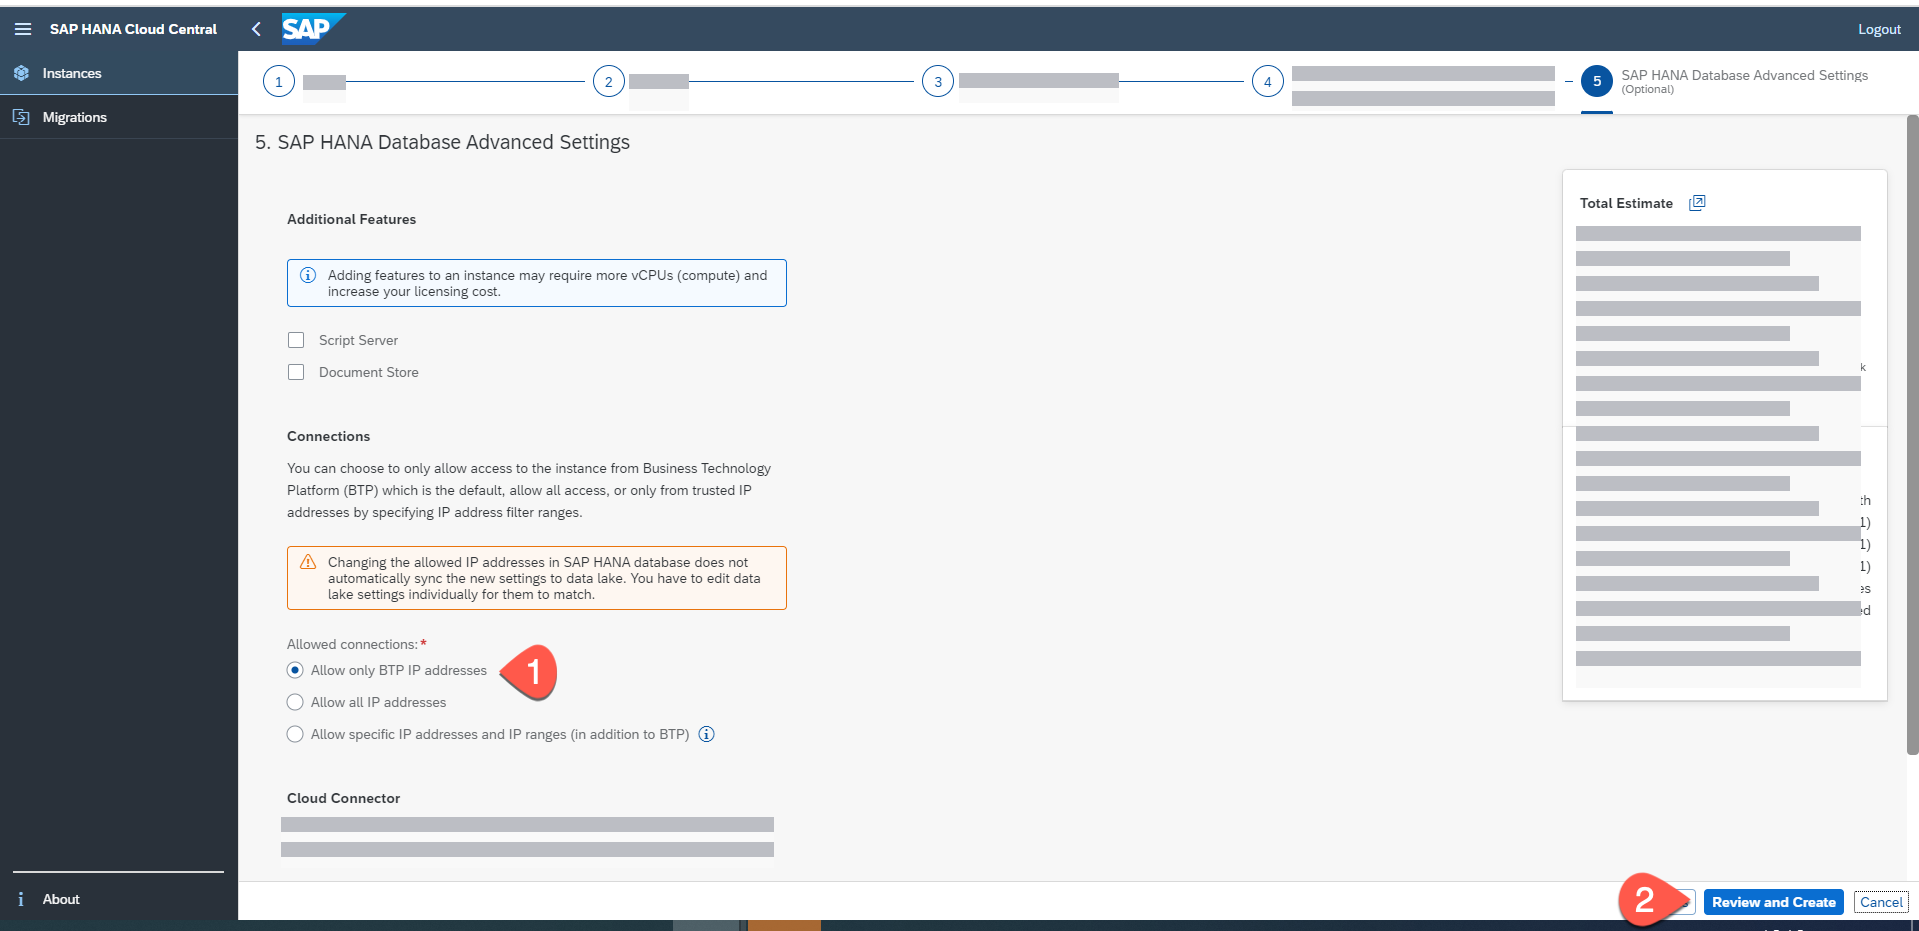 SAP HANA Cloud Central
SAP
Logout
Instances
Migrations
1
2
3
4
5
SAP HANA Database Advanced Settings
(Optional)
5. SAP HANA Database Advanced Settings
Additional Features
Adding features to an instance may require more vCPUs (compute) and
increase your licensing cost.
Script Server
Document Store
Connections
You can choose to only allow access to the instance from Business Technology
Platform (BTP) which is the default, allow all access, or only from trusted IP
addresses by specifying IP address filter ranges.
Changing the allowed IP addresses in SAP HANA database does not
automatically sync the new settings to data lake. You have to edit data
lake settings individually for them to match.
Allowed connections:*
Allow only BTP IP addresses
1
Allow all IP addresses
Allow specific IP addresses and IP ranges (in addition to BTP)
Cloud Connector
Total Estimate
k
th
1)
1)
1)
es
ed
About
2
Review and Create
Cancel